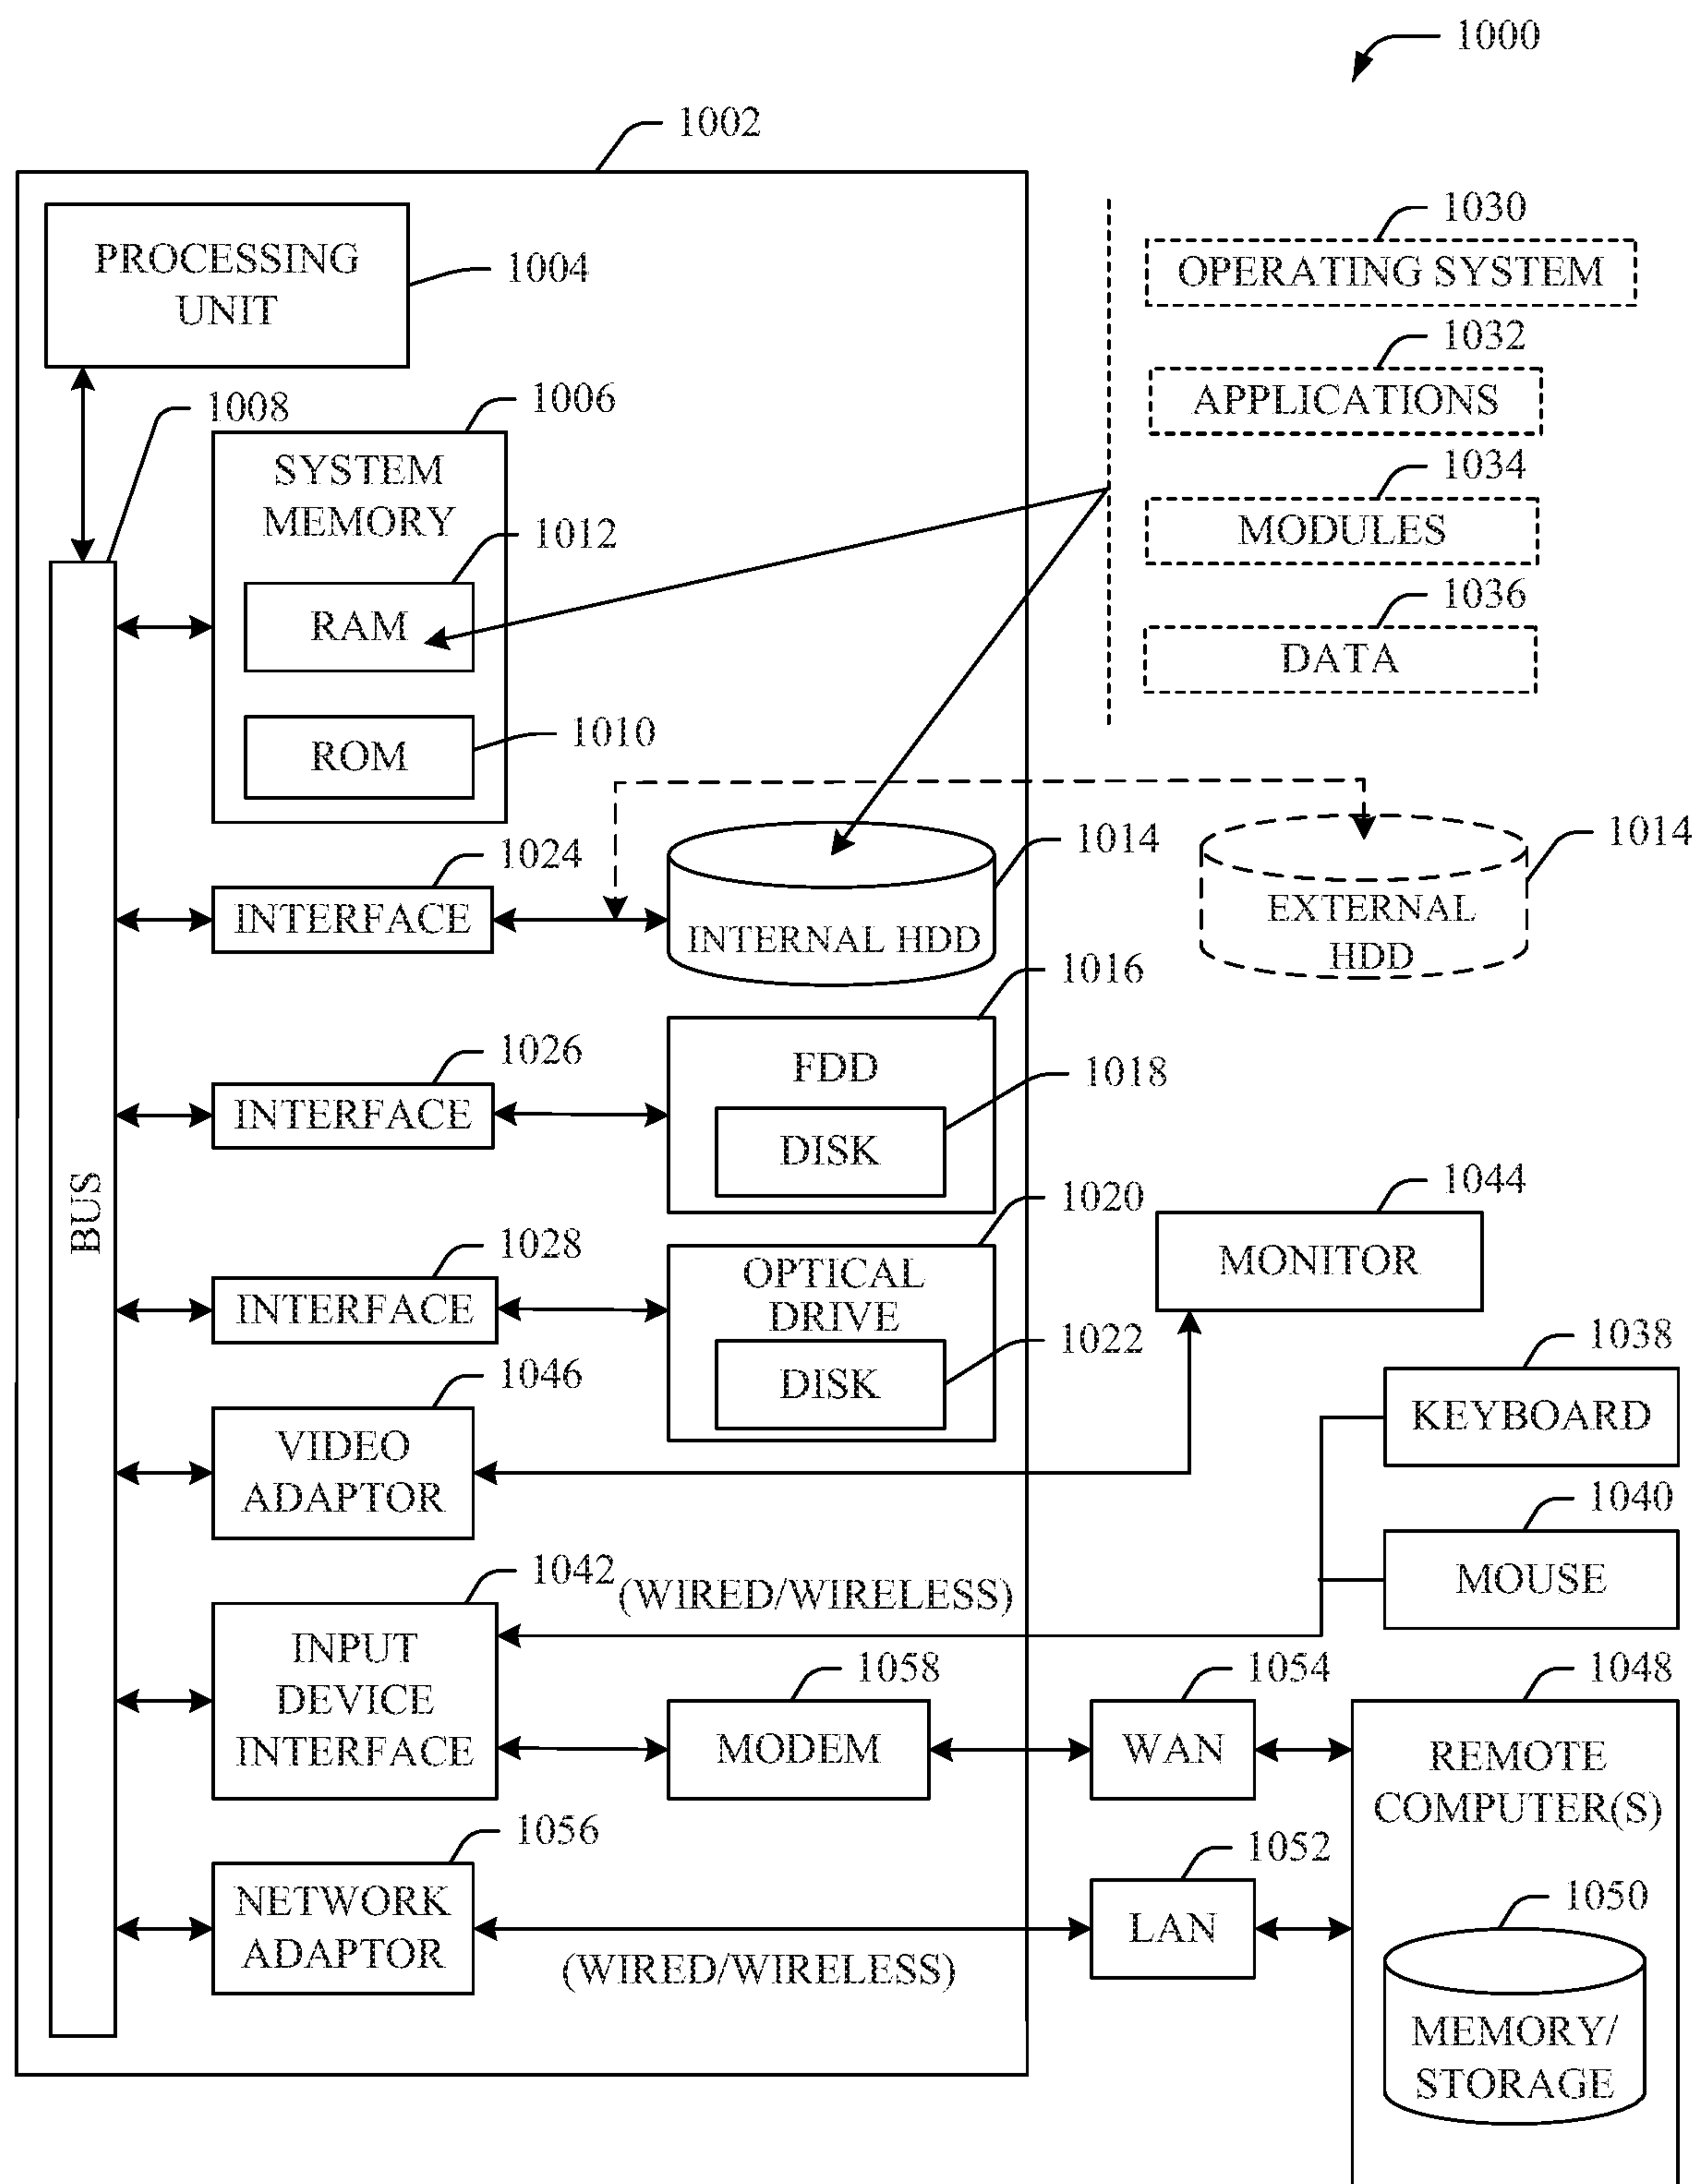 1000
1002
PROCESSING
UNIT
1004
1030
OPERATING SYSTEM
1032
APPLICATIONS
1034
MODULES
1036
DATA
1008
1006
SYSTEM
MEMORY
1012
RAM
1010
ROM
1024
INTERFACE
1014
INTERNAL HDD
1014
EXTERNAL
HDD
1016
FDD
1018
DISK
1026
INTERFACE
BUS
1020
OPTICAL
DRIVE
1022
DISK
1028
INTERFACE
1044
MONITOR
1046
VIDEO
ADAPTOR
1038
KEYBOARD
1040
MOUSE
1042
(WIRED/WIRELESS)
INPUT
DEVICE
INTERFACE
1058
MODEM
1054
WAN
1048
REMOTE
COMPUTER(S)
1056
NETWORK
ADAPTOR
(WIRED/WIRELESS)
1052
LAN
1050
MEMORY/
STORAGE